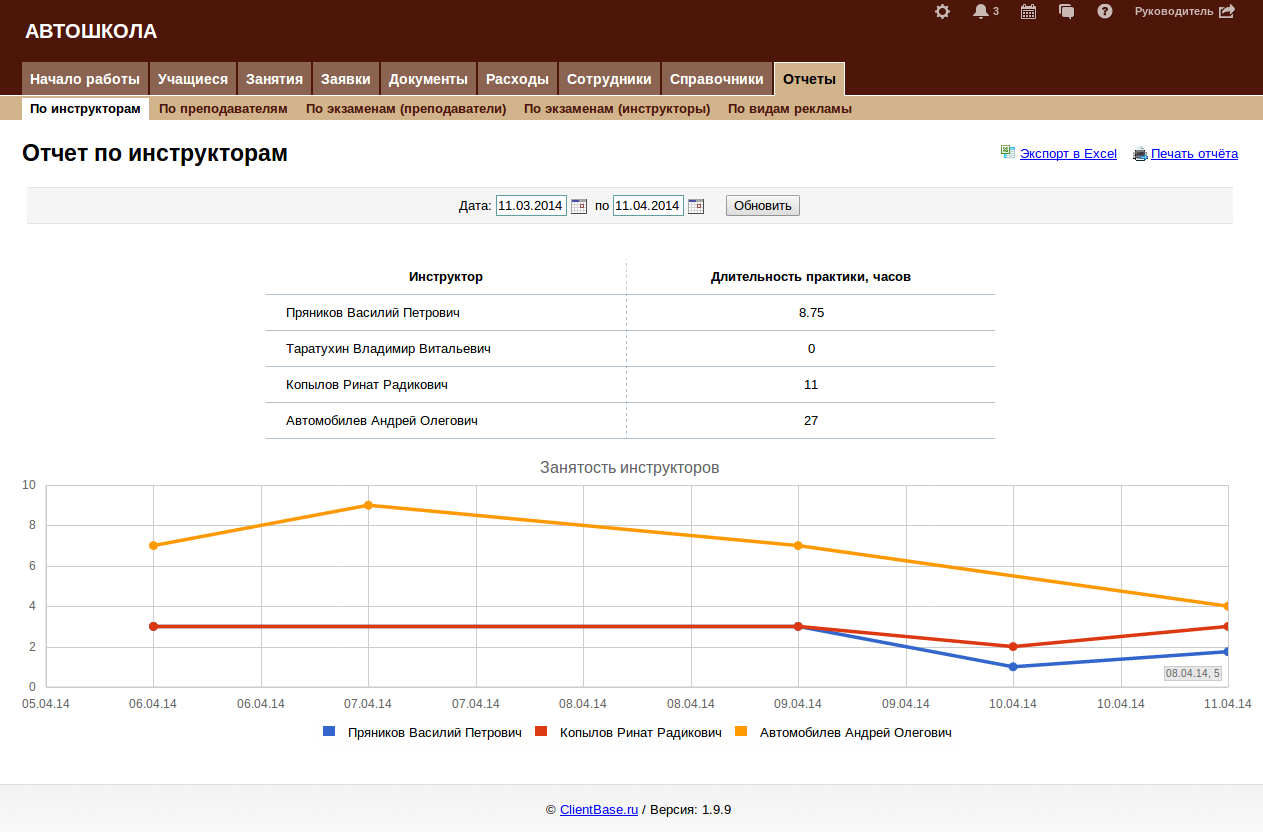 3
Руководитель
АВТОШКОЛА
Начало работы Учащиеся Занятия Заявки Документы Расходы Сотрудники Справочники Отчеты
По инструкторам По преподавателям По экзаменам (преподаватели) По экзаменам (инструкторы) По видам рекламы
Отчет по инструкторам
Экспорт в Excel Печать отчёта
Дата: 11.03.2014 по 11.04.2014 Обновить
Инструктор Длительность практики, часов
Пряников Василий Петрович 8.75
Таратухин Владимир Витальевич 0
Копылов Ринат Радикович 11
Автомобилев Андрей Олегович 27
Занятость инструкторов
10
8
6
4
2
0
08.04.14, 5
05.04.14 06.04.14 06.04.14 07.04.14 07.04.14 08.04.14 08.04.14 09.04.14 09.04.14 10.04.14 10.04.14 11.04.14
Пряников Василий Петрович Копылов Ринат Радикович Автомобилев Андрей Олегович
© ClientBase.ru / Версия: 1.9.9